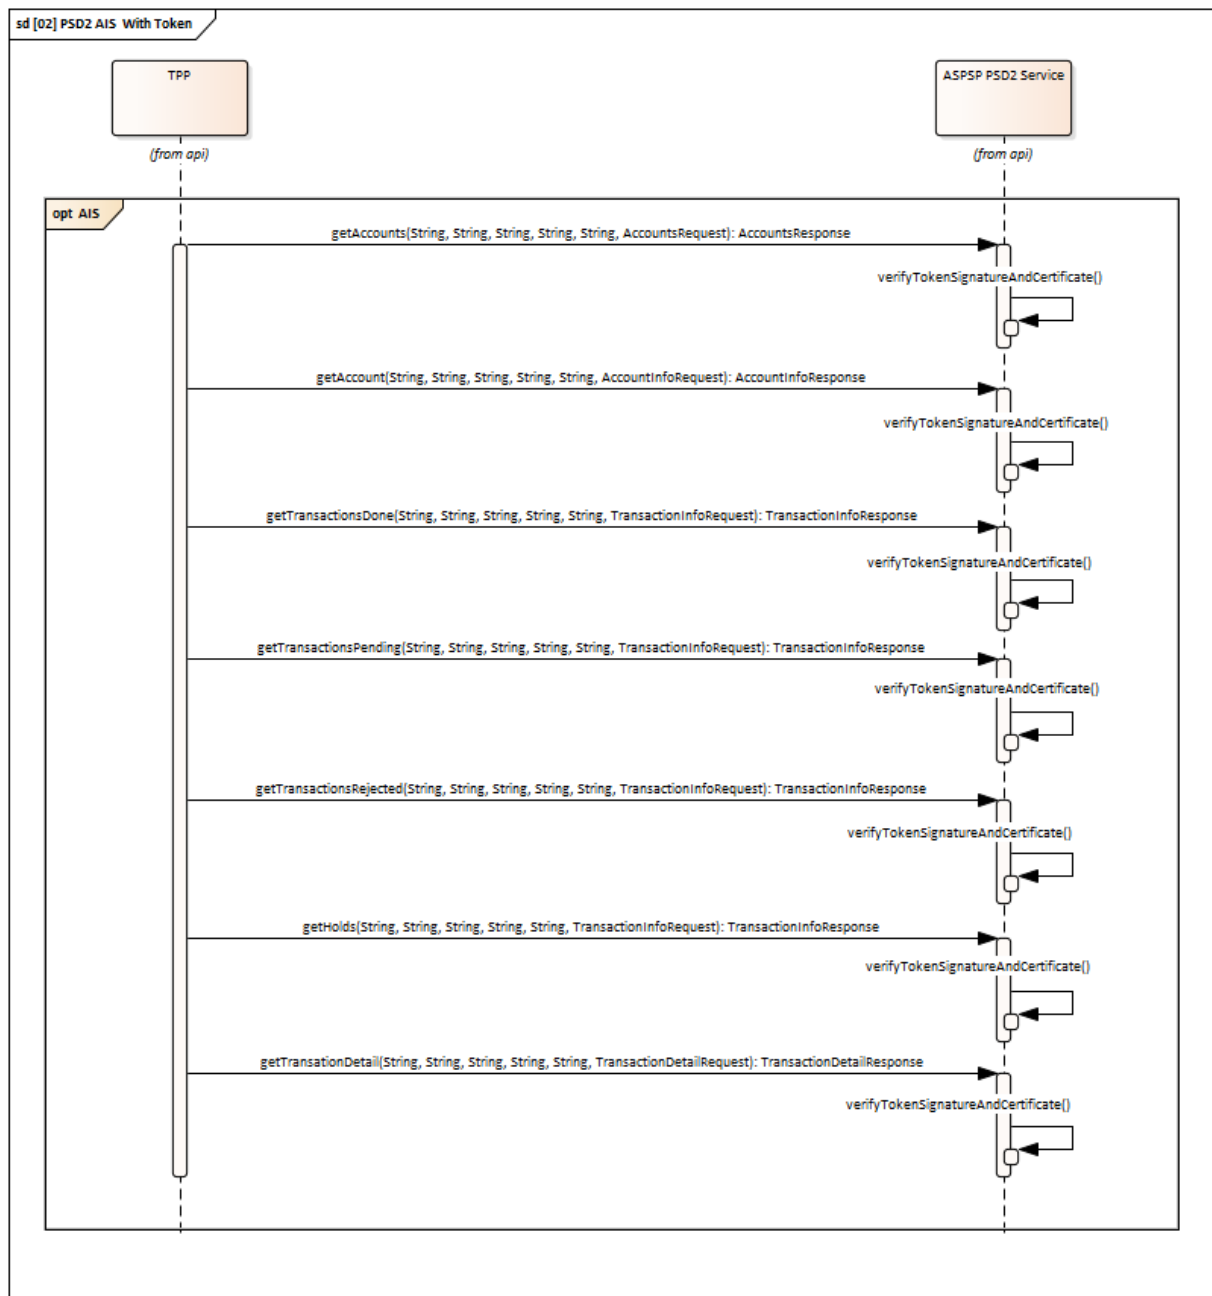 sd [02] PSD2 AIS With Token
TPP
ASPSP PSD2 Service
(from api)
(from api)
opt AIS
getAccounts(String, String, String, String, String, AccountsRequest): AccountsResponse
verifyTokenSignatureAndCertificate()
getAccount(String, String, String, String, String, AccountInfoRequest): AccountInfoResponse
verifyTokenSignatureAndCertificate()
getTransactionsDone(String, String, String, String, String, TransactionInfoRequest): TransactionInfoResponse
verifyTokenSignatureAndCertificate()
getTransactionsPending(String, String, String, String, String, TransactionInfoRequest): TransactionInfoResponse
verifyTokenSignatureAndCertificate()
getTransactionsRejected(String, String, String, String, String, TransactionInfoRequest): TransactionInfoResponse
verifyTokenSignatureAndCertificate()
getHolds(String, String, String, String, String, TransactionInfoRequest): TransactionInfoResponse
verifyTokenSignatureAndCertificate()
getTransationDetail(String, String, String, String, String, TransactionDetailRequest): TransactionDetailResponse
verifyTokenSignatureAndCertificate()